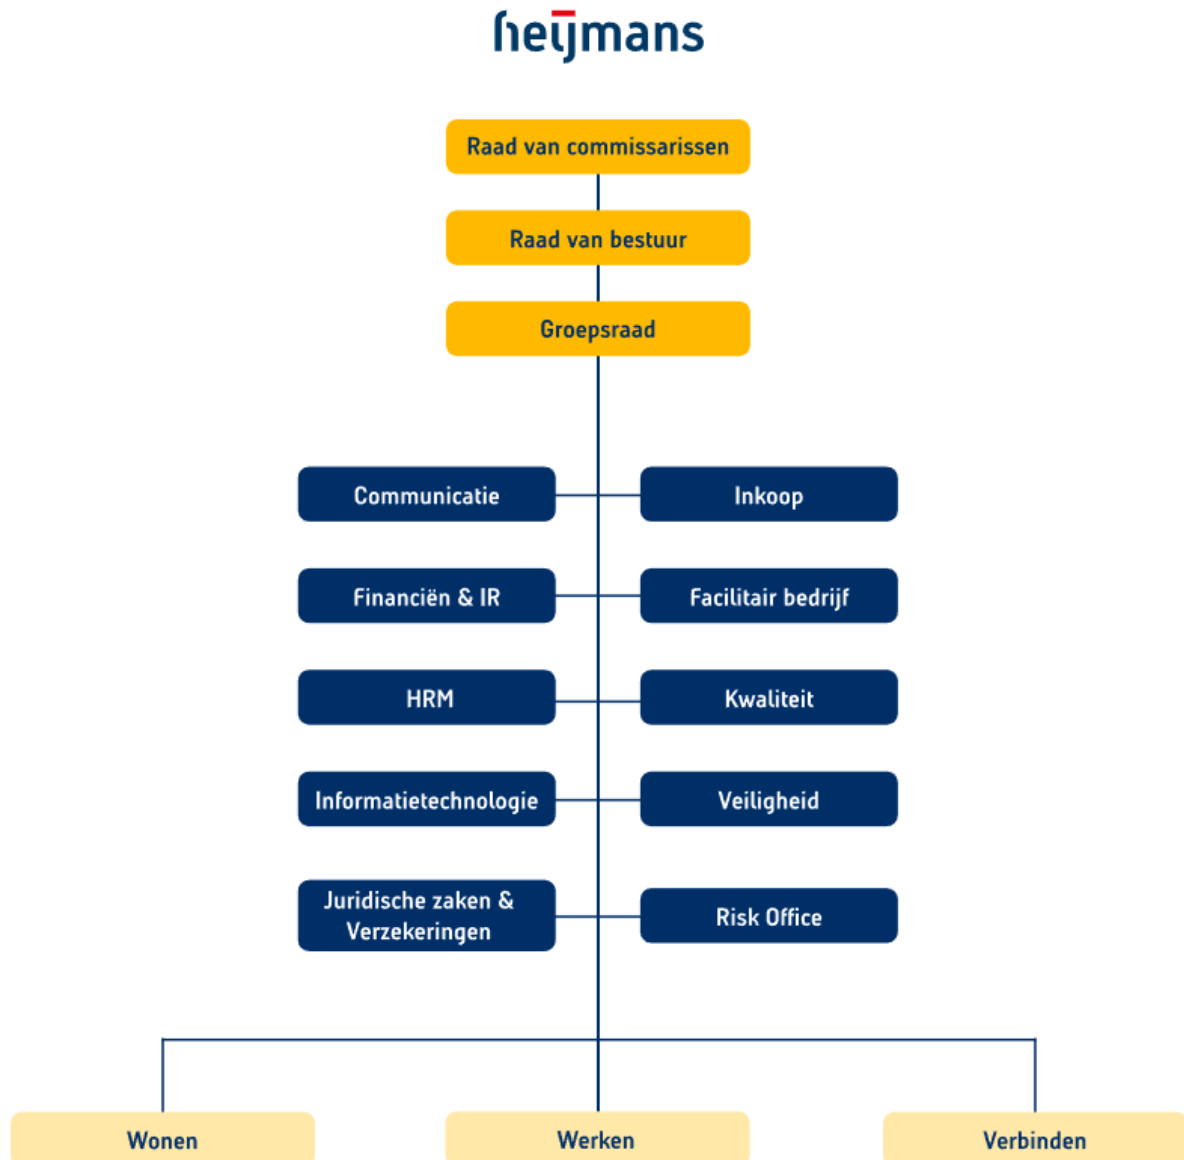 heijmans
Raad van commissarissen
Raad van bestuur
Groepsraad
Communicatie
Inkoop
Financiën & IR
Facilitair bedrijf
HRM
Kwaliteit
Informatietechnologie
Veiligheid
Juridische zaken &
Verzekeringen
Risk Office
Wonen
Werken
Verbinden